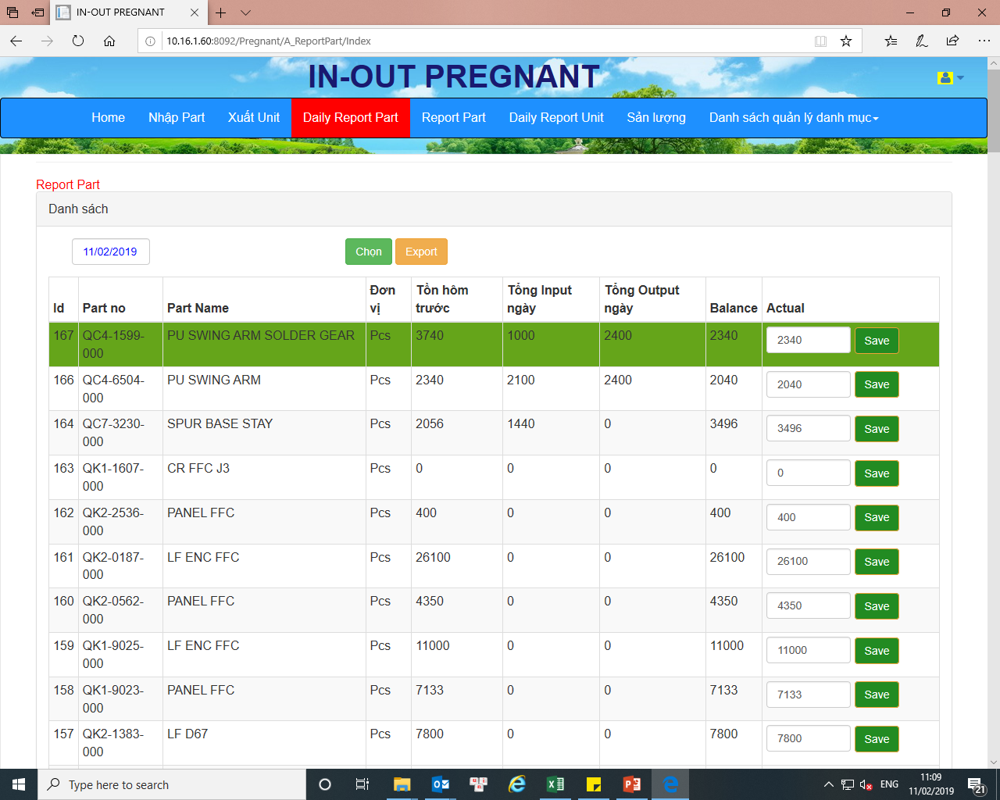 IN-OUT PREGNANT
10.16.1.60:8092/Pregnant/A_ReportPart/Index
IN-OUT PREGNANT
Home Nhập Part Xuất Unit Daily Report Part Report Part Daily Report Unit Sản lượng Danh sách quản lý danh mục
Report Part
Danh sách
11/02/2019 Chọn Export
Id Part no Part Name Đơn vị Tồn hôm trước Tổng Input ngày Tổng Output ngày Balance Actual
167 QC4-1599-000 PU SWING ARM SOLDER GEAR Pcs 3740 1000 2400 2340 2340 Save
166 QC4-6504-000 PU SWING ARM Pcs 2340 2100 2400 2040 2040 Save
164 QC7-3230-000 SPUR BASE STAY Pcs 2056 1440 0 3496 3496 Save
163 QK1-1607-000 CR FFC J3 Pcs 0 0 0 0 0 Save
162 QK2-2536-000 PANEL FFC Pcs 400 0 0 400 400 Save
161 QK2-0187-000 LF ENC FFC Pcs 26100 0 0 26100 26100 Save
160 QK2-0562-000 PANEL FFC Pcs 4350 0 0 4350 4350 Save
159 QK1-9025-000 LF ENC FFC Pcs 11000 0 0 11000 11000 Save
158 QK1-9023-000 PANEL FFC Pcs 7133 0 0 7133 7133 Save
157 QK2-1383-000 LF D67 Pcs 7800 0 0 7800 7800 Save
Type here to search
ENG
11:09
11/02/2019
21